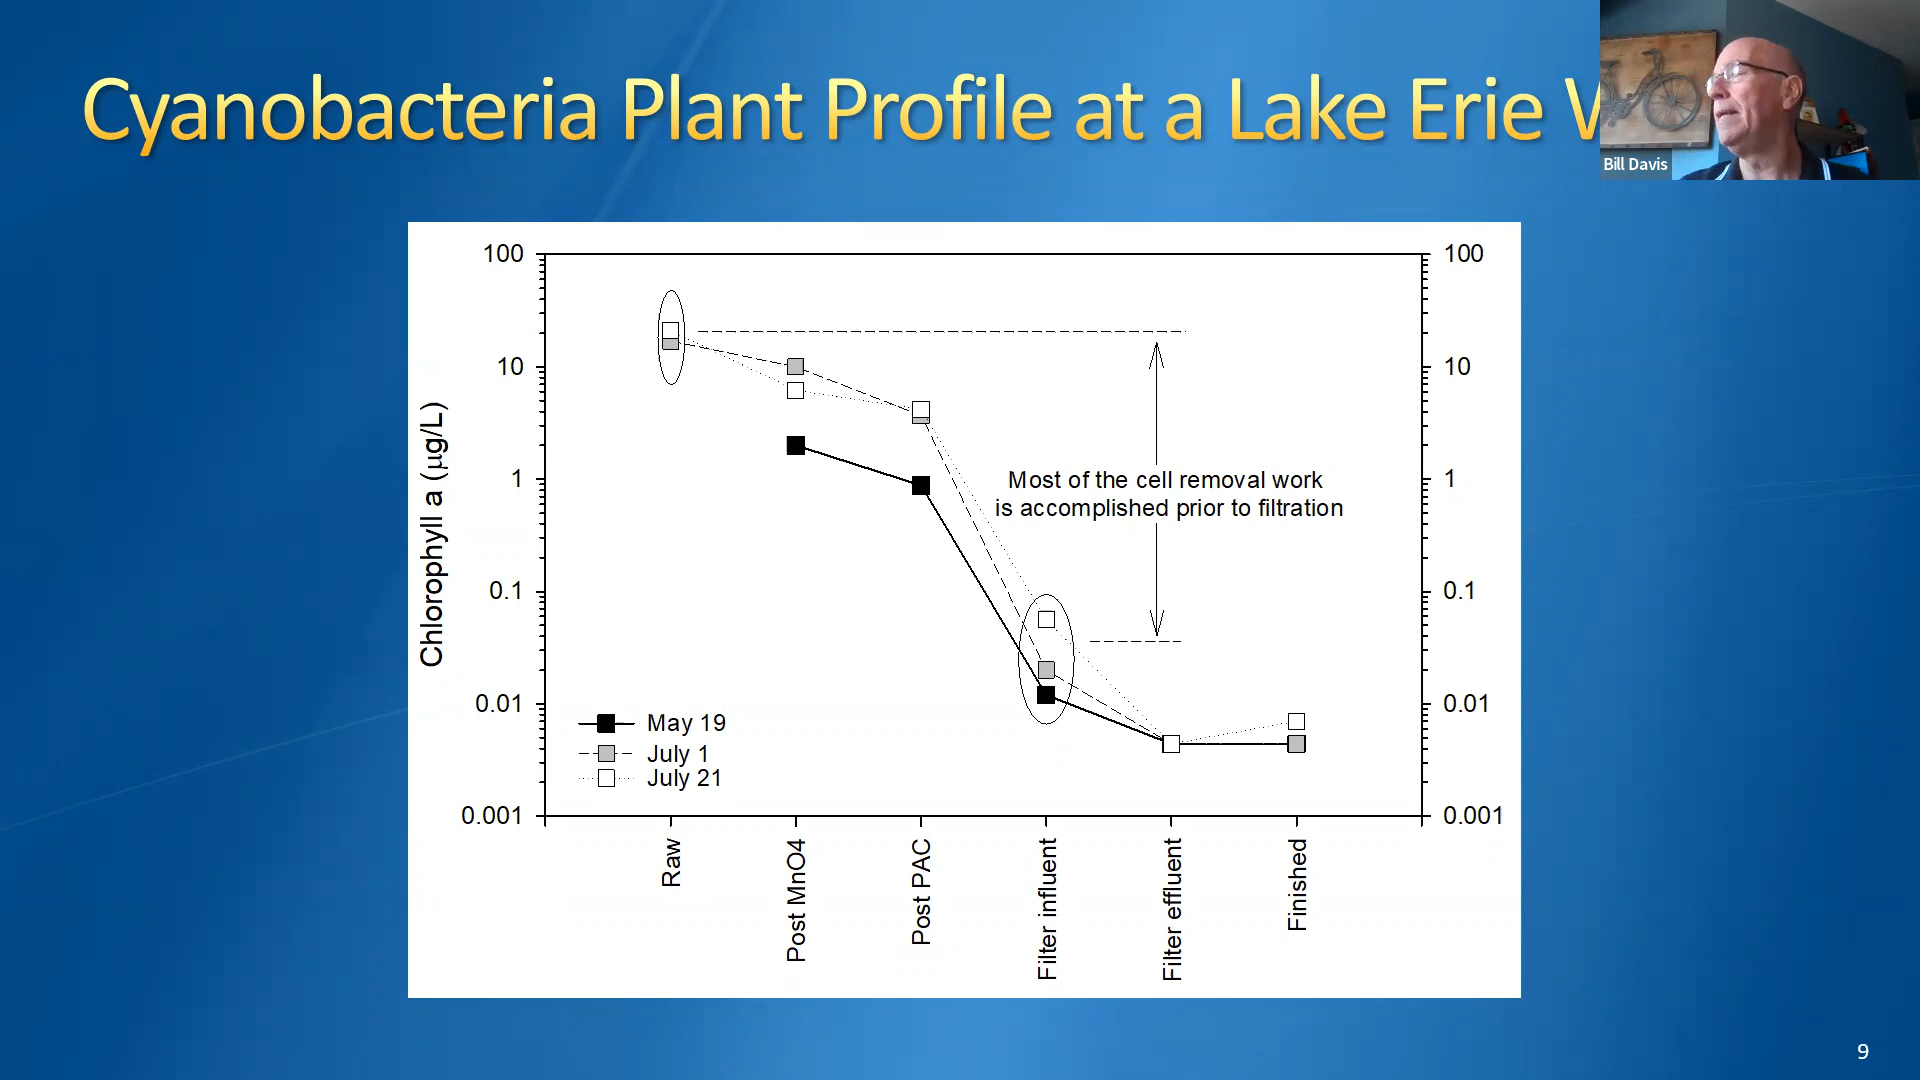 Cyanobacteria Plant Profile at a Lake Erie
Bill Davis
100
10
1
0.1
0.01
0.001
100
10
1
0.1
0.01
0.001
Chlorophyll a (µg/L)
Most of the cell removal work
is accomplished prior to filtration
May 19
July 1
July 21
Raw
Post MnO4
Post PAC
Filter influent
Filter effluent
Finished
9